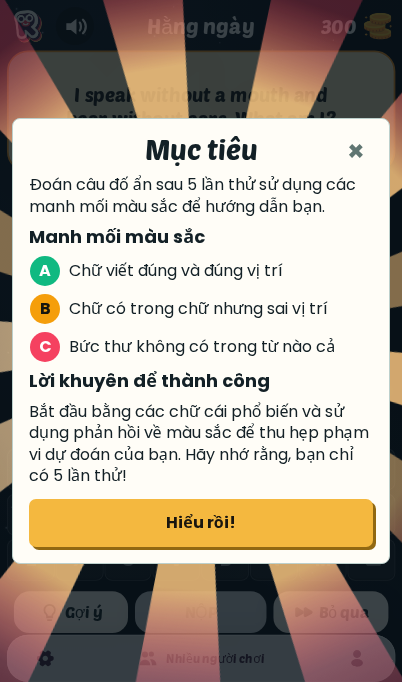 Hằng ngày
300
I speak without a mouth and
hear without ears. What am I?
Mục tiêu
Đoán câu đố ẩn sau 5 lần thử sử dụng các
manh mối màu sắc để hướng dẫn bạn.
Manh mối màu sắc
A Chữ viết đúng và đúng vị trí
B Chữ có trong chữ nhưng sai vị trí
C Bức thư không có trong từ nào cả
Lời khuyên để thành công
Bắt đầu bằng các chữ cái phổ biến và sử
dụng phản hồi về màu sắc để thu hẹp phạm
vi dự đoán của bạn. Hãy nhớ rằng, bạn chỉ
có 5 lần thử!
Hiểu rồi!
Gợi ý
Bỏ qua
Nhiều người chơi